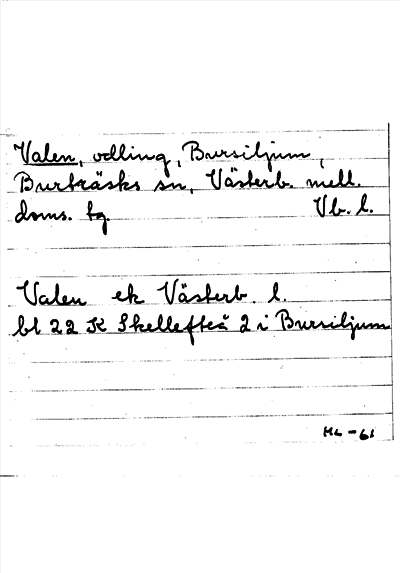 Valen, odling, Bursiljum,
Burträsks sn, Västerb. mell.
doms. tg. Vb. l.
Valen ek Västerb. l.
bl 22 K Skellefteå 2 i Bursiljum
HL-61